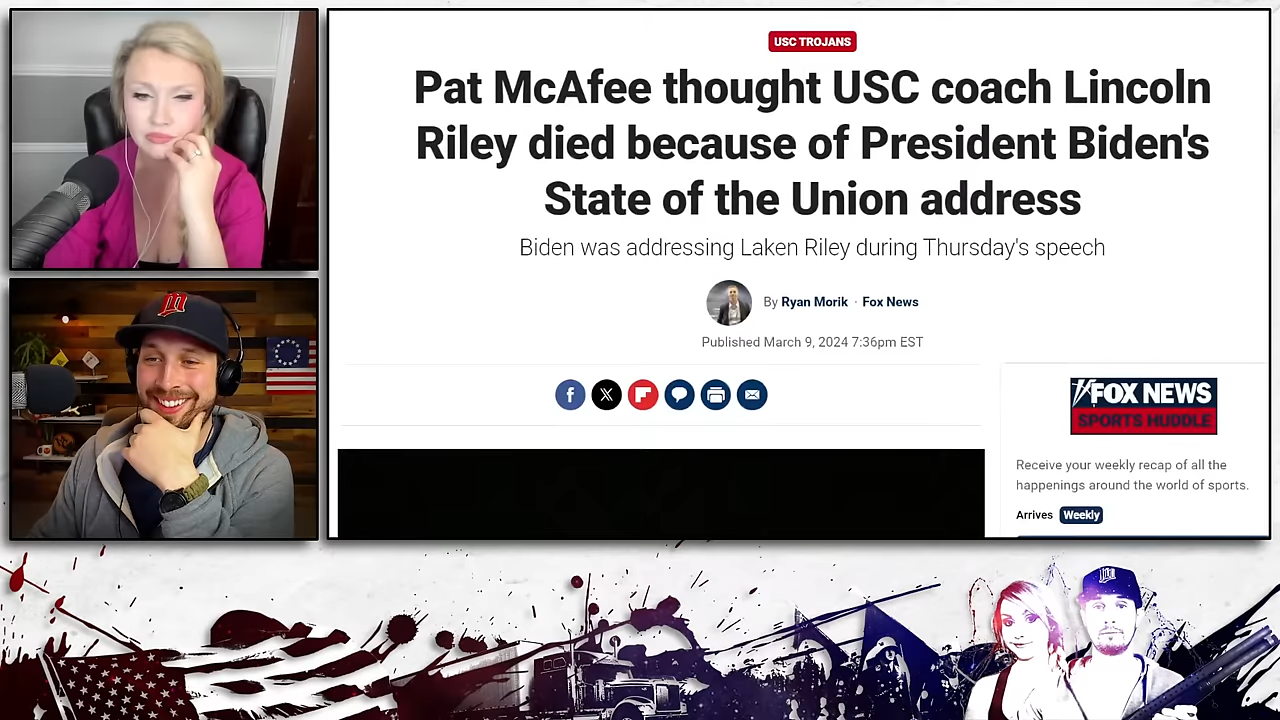 USC TROJANS
Pat McAfee thought USC coach Lincoln
Riley died because of President Biden's
State of the Union address
Biden was addressing Laken Riley during Thursday's speech
By Ryan Morik · Fox News
Published March 9, 2024 7:36pm EST
FOX NEWS
SPORTS HUDDLE
Receive your weekly recap of all the
happenings around the world of sports.
Arrives Weekly